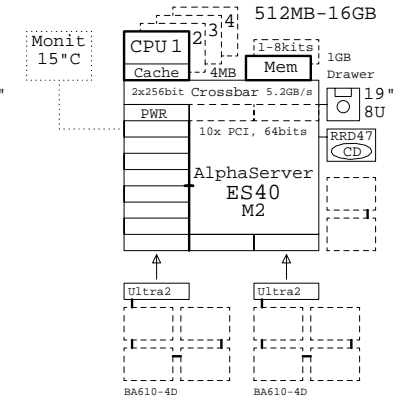 512MB-16GB
4
3
2
Monit
15"C
CPU 1
1-8kits
1GB
Drawer
Cache
4MB
Mem
"
2x256bit Crossbar 5.2GB/s
19"
8U
PWR
10x PCI, 64bits
RRD47
CD
AlphaServer
ES40
M2
Ultra2
Ultra2
BA610-4D
BA610-4D